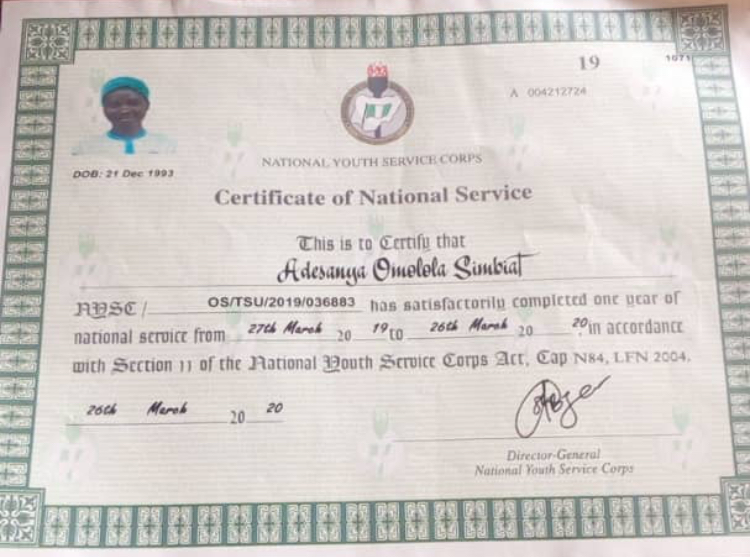 19
1071
A 004212724
DOB: 21 Dec 1993
NATIONAL YOUTH SERVICE CORPS
Certificate of National Service
This is to Certify that
Adesanya Omolola Simbiat
NYSC / OS/TSU/2019/036883 has satisfactorily completed one year of
national service from 27th March 20 19 to 26th March 20 20 in accordance
with Section 11 of the National Youth Service Corps Act, Cap N84, LFN 2004.
26th March 20 20
Director-General
National Youth Service Corps